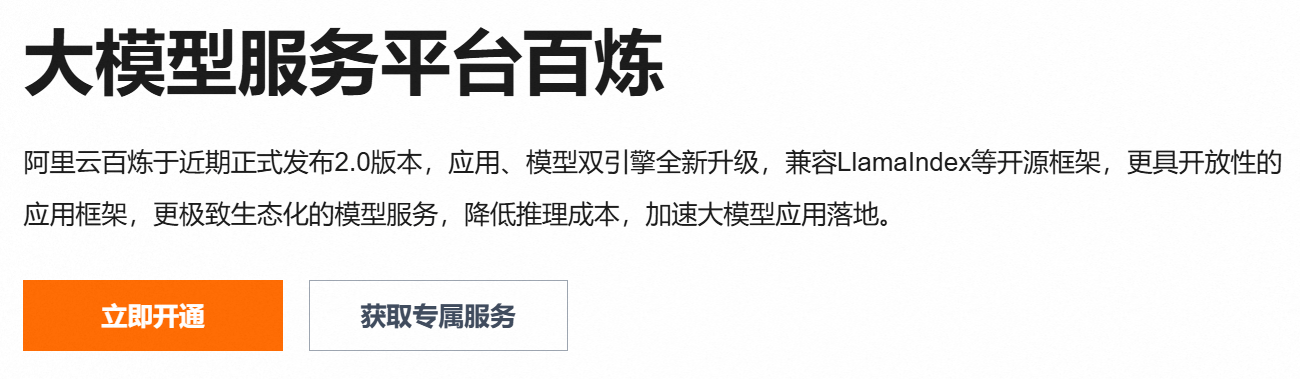 大模型服务平台百炼
阿里云百炼于近期正式发布2.0版本，应用、模型双引擎全新升级，兼容LlamaIndex等开源框架，更具开放性的
应用框架，更极致生态化的模型服务，降低推理成本，加速大模型应用落地。
立即开通
获取专属服务